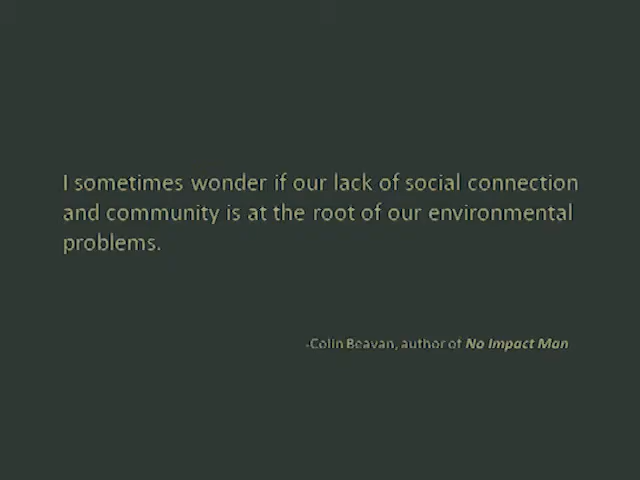 I sometimes wonder if our lack of social connection
and community is at the root of our environmental
problems.
-Colin Beavan, author of No Impact Man